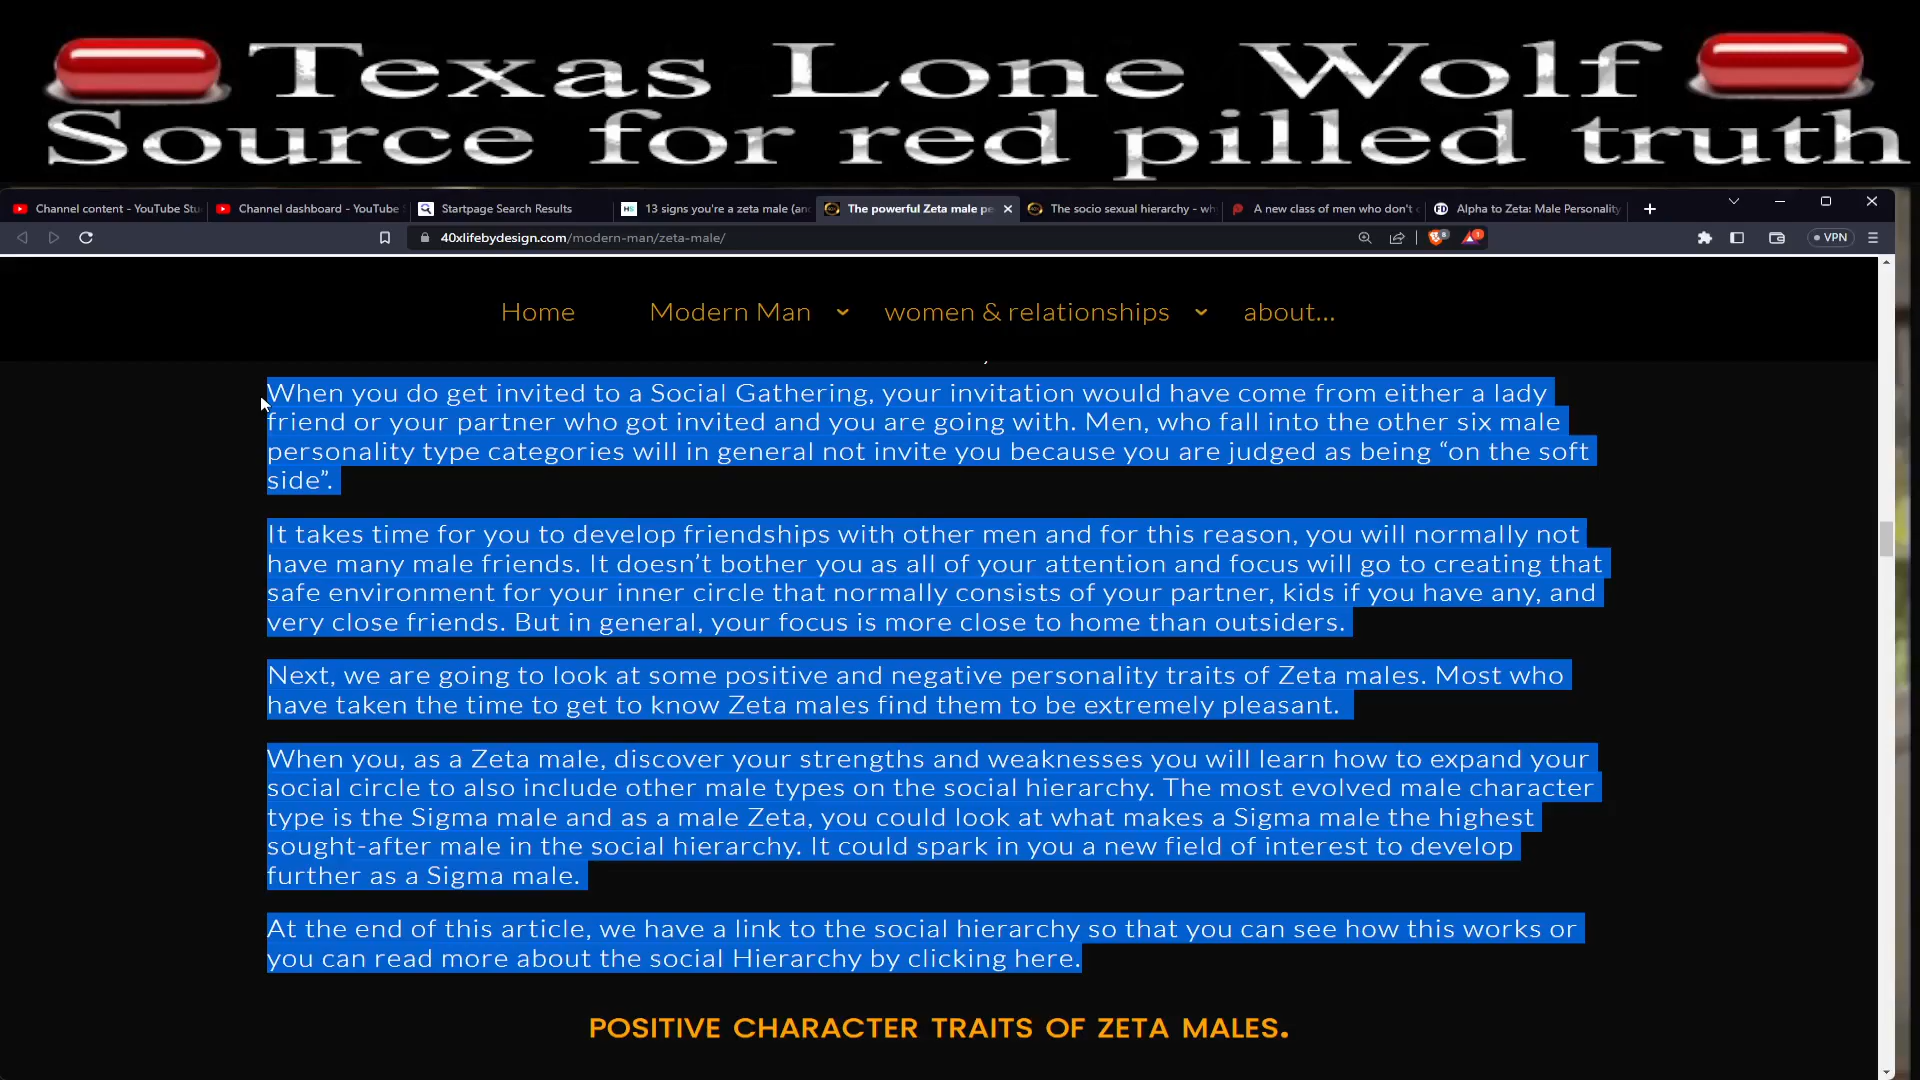 Texas Lone Wolf
Source for red pilled truth
Channel content - YouTube Stu
Channel dashboard - YouTube
Startpage Search Results
13 signs you're a zeta male (an
The powerful Zeta male pe
The socio sexual hierarchy - wh
A new class of men who don't
Alpha to Zeta: Male Personality
40xlifebydesign.com/modern-man/zeta-male/
VPN
Home
Modern Man
women & relationships
about...
When you do get invited to a Social Gathering, your invitation would have come from either a lady
friend or your partner who got invited and you are going with. Men, who fall into the other six male
personality type categories will in general not invite you because you are judged as being “on the soft
side”.
It takes time for you to develop friendships with other men and for this reason, you will normally not
have many male friends. It doesn’t bother you as all of your attention and focus will go to creating that
safe environment for your inner circle that normally consists of your partner, kids if you have any, and
very close friends. But in general, your focus is more close to home than outsiders.
Next, we are going to look at some positive and negative personality traits of Zeta males. Most who
have taken the time to get to know Zeta males find them to be extremely pleasant.
When you, as a Zeta male, discover your strengths and weaknesses you will learn how to expand your
social circle to also include other male types on the social hierarchy. The most evolved male character
type is the Sigma male and as a male Zeta, you could look at what makes a Sigma male the highest
sought-after male in the social hierarchy. It could spark in you a new field of interest to develop
further as a Sigma male.
At the end of this article, we have a link to the social hierarchy so that you can see how this works or
you can read more about the social Hierarchy by clicking here.
POSITIVE CHARACTER TRAITS OF ZETA MALES.